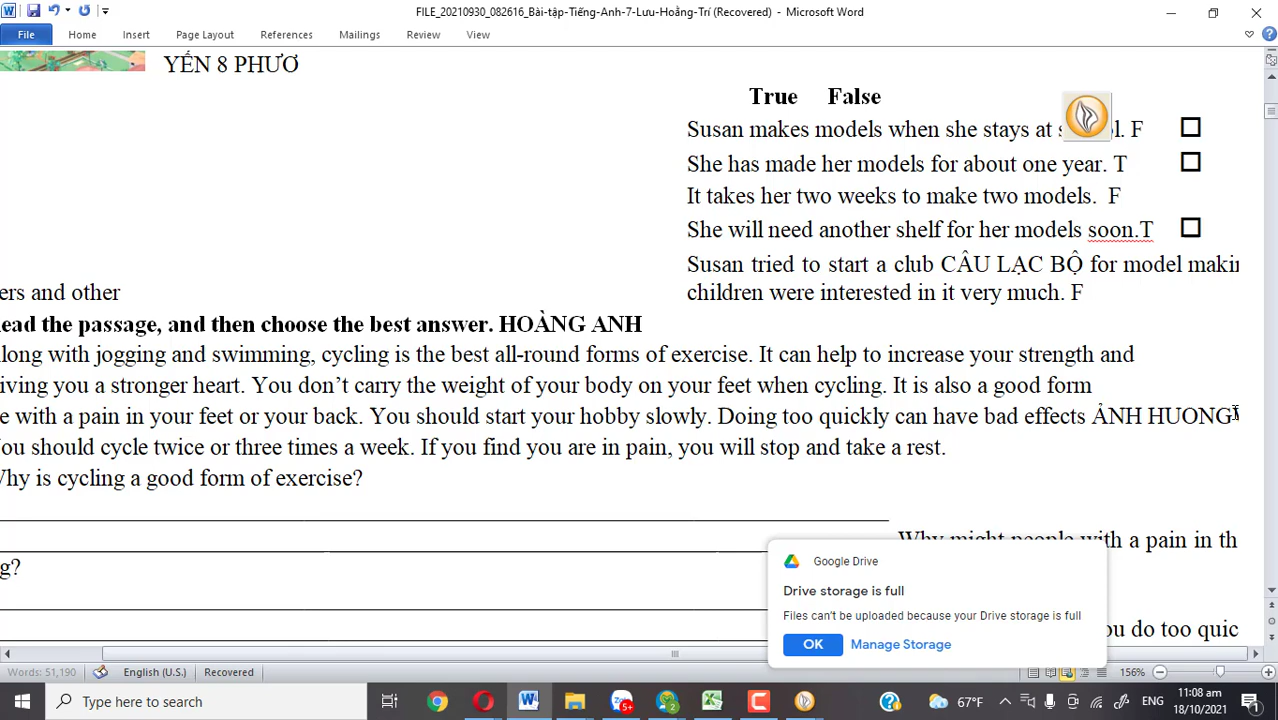 FILE_20210930_082616_Bài-tập-Tiếng-Anh-7-Lưu-Hoằng-Trí (Recovered) - Microsoft Word
File Home Insert Page Layout References Mailings Review View
YẾN 8 PHƯƠ
True False
Susan makes models when she stays at l. F
She has made her models for about one year. T
It takes her two weeks to make two models. F
She will need another shelf for her models soon.T
Susan tried to start a club CÂU LẠC BỘ for model makin
ers and other
children were interested in it very much. F
ead the passage, and then choose the best answer. HOÀNG ANH
long with jogging and swimming, cycling is the best all-round forms of exercise. It can help to increase your strength and
iving you a stronger heart. You don’t carry the weight of your body on your feet when cycling. It is also a good form
e with a pain in your feet or your back. You should start your hobby slowly. Doing too quickly can have bad effects ẢNH HUONG
ou should cycle twice or three times a week. If you find you are in pain, you will stop and take a rest.
Why is cycling a good form of exercise?
Why might people with a pain in th
g?
ou do too quic
Google Drive
Drive storage is full
Files can’t be uploaded because your Drive storage is full
OK Manage Storage
Words: 51,190 English (U.S.) Recovered 156%
Type here to search
5+
2
67°F
ENG
11:08 am
18/10/2021
1